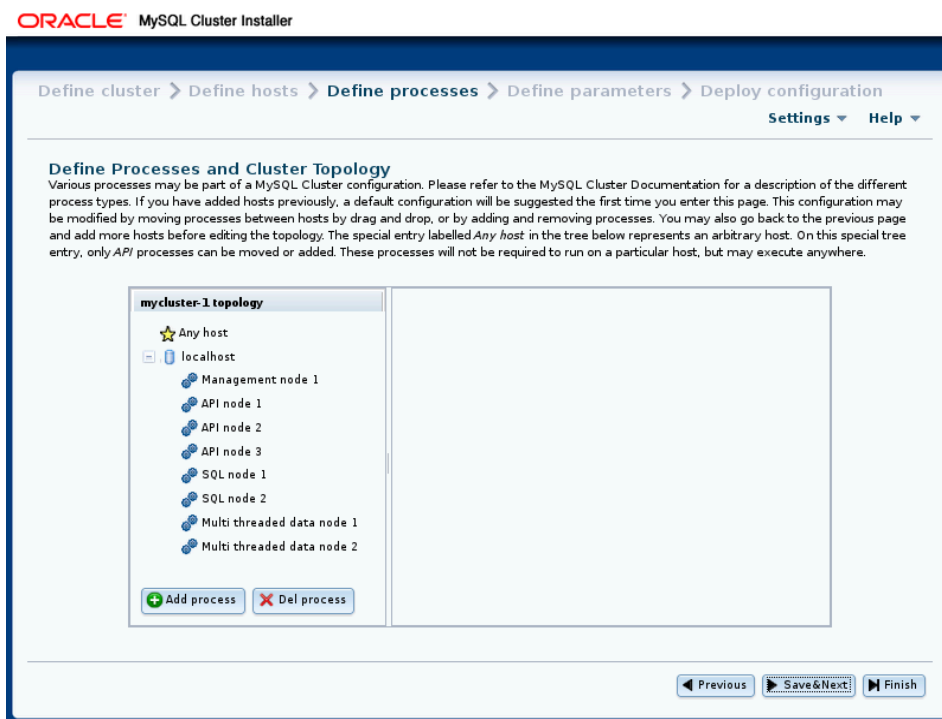 ORACLE MySQL Cluster Installer
Define cluster Define hosts Define processes Define parameters Deploy configuration
Settings Help
Define Processes and Cluster Topology
Various processes may be part of a MySQL Cluster configuration. Please refer to the MySQL Cluster Documentation for a description of the different
process types. If you have added hosts previously, a default configuration will be suggested the first time you enter this page. This configuration may
be modified by moving processes between hosts by drag and drop, or by adding and removing processes. You may also go back to the previous page
and add more hosts before editing the topology. The special entry labelled Any host in the tree below represents an arbitrary host. On this special tree
entry, only API processes can be moved or added. These processes will not be required to run on a particular host, but may execute anywhere.
mycluster-1 topology
Any host
localhost
Management node 1
API node 1
API node 2
API node 3
SQL node 1
SQL node 2
Multi threaded data node 1
Multi threaded data node 2
Add process Del process
Previous Save&Next Finish